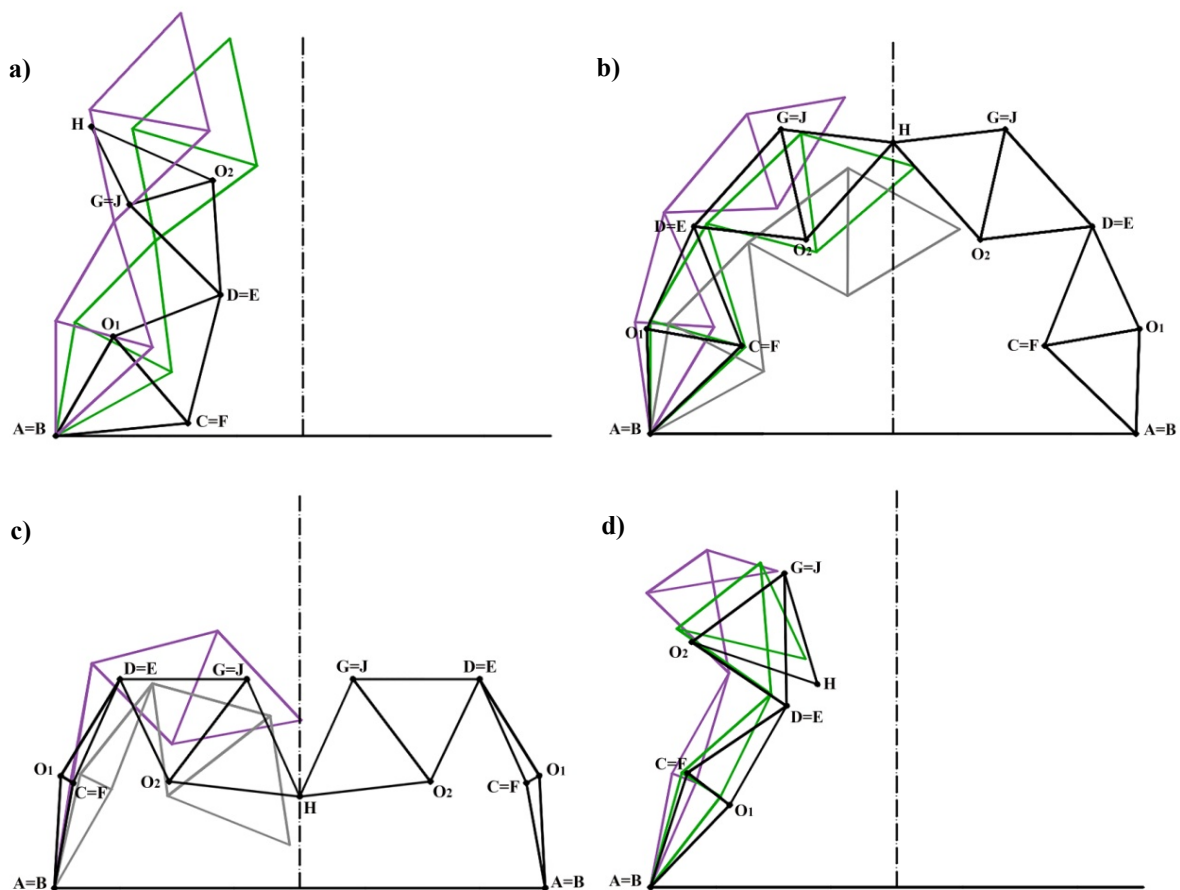 a)
H
O2
G=J
D=E
O1
C=F
A=B
b)
G=J
H
G=J
D=E
O2
O2
D=E
O1
C=F
C=F
O1
A=B
A=B
c)
D=E
G=J
G=J
D=E
O1
C=F
O2
H
O2
C=F
O1
A=B
A=B
d)
G=J
O2
H
D=E
C=F
O1
A=B